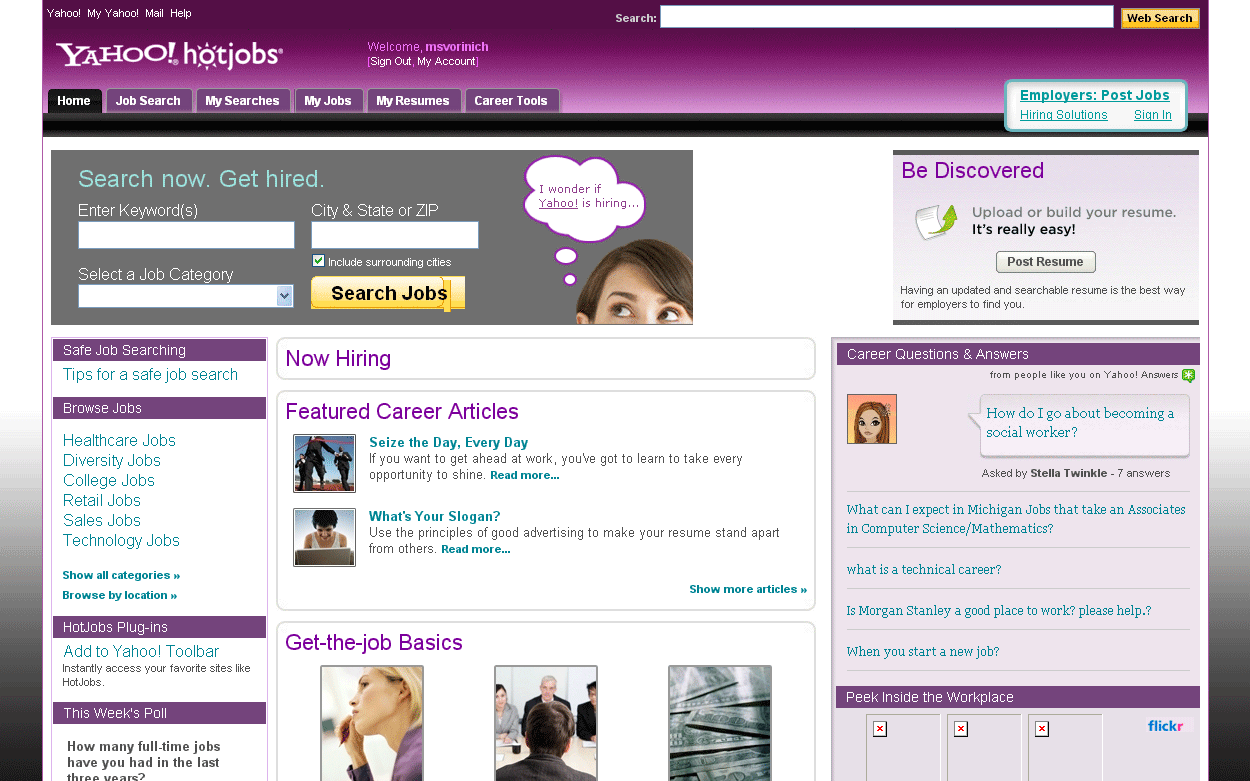 Yahoo! My Yahoo! Mail Help
Search:
Web Search
YAHOO! hotjobs
Welcome, msvorinich
[Sign Out, My Account]
Home
Job Search
My Searches
My Jobs
My Resumes
Career Tools
Employers: Post Jobs
Hiring Solutions
Sign In
Search now. Get hired.
Enter Keyword(s)
City & State or ZIP
Include surrounding cities
Select a Job Category
Search Jobs
I wonder if
Yahoo! is hiring...
Be Discovered
Upload or build your resume.
It's really easy!
Post Resume
Having an updated and searchable resume is the best way
for employers to find you.
Safe Job Searching
Tips for a safe job search
Browse Jobs
Healthcare Jobs
Diversity Jobs
College Jobs
Retail Jobs
Sales Jobs
Technology Jobs
Show all categories »
Browse by location »
HotJobs Plug-ins
Add to Yahoo! Toolbar
Instantly access your favorite sites like
HotJobs.
This Week's Poll
How many full-time jobs
have you had in the last
three years?
Now Hiring
Featured Career Articles
Seize the Day, Every Day
If you want to get ahead at work, you've got to learn to take every
opportunity to shine. Read more...
What's Your Slogan?
Use the principles of good advertising to make your resume stand apart
from others. Read more...
Show more articles »
Get-the-job Basics
Career Questions & Answers
from people like you on Yahoo! Answers
How do I go about becoming a
social worker?
Asked by Stella Twinkle - 7 answers
What can I expect in Michigan Jobs that take an Associates
in Computer Science/Mathematics?
what is a technical career?
Is Morgan Stanley a good place to work? please help.?
When you start a new job?
Peek Inside the Workplace
flickr